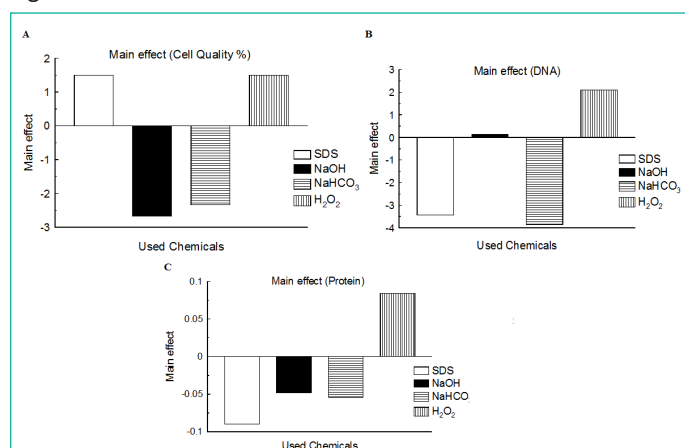 A
Main effect (Cell Quality %)
2
1
0
-1
-2
-3
Main effect
SDS
NaOH
NaHCO₃
H₂O₂
Used Chemicals
B
Main effect (DNA)
3
2
1
0
-1
-2
-3
-4
Main effect
SDS
NaOH
NaHCO₃
H₂O₂
Used Chemicals
C
Main effect (Protein)
0.1
0.05
0
-0.05
-0.1
Main effect
SDS
NaOH
NaHCO
H₂O₂
Used Chemicals